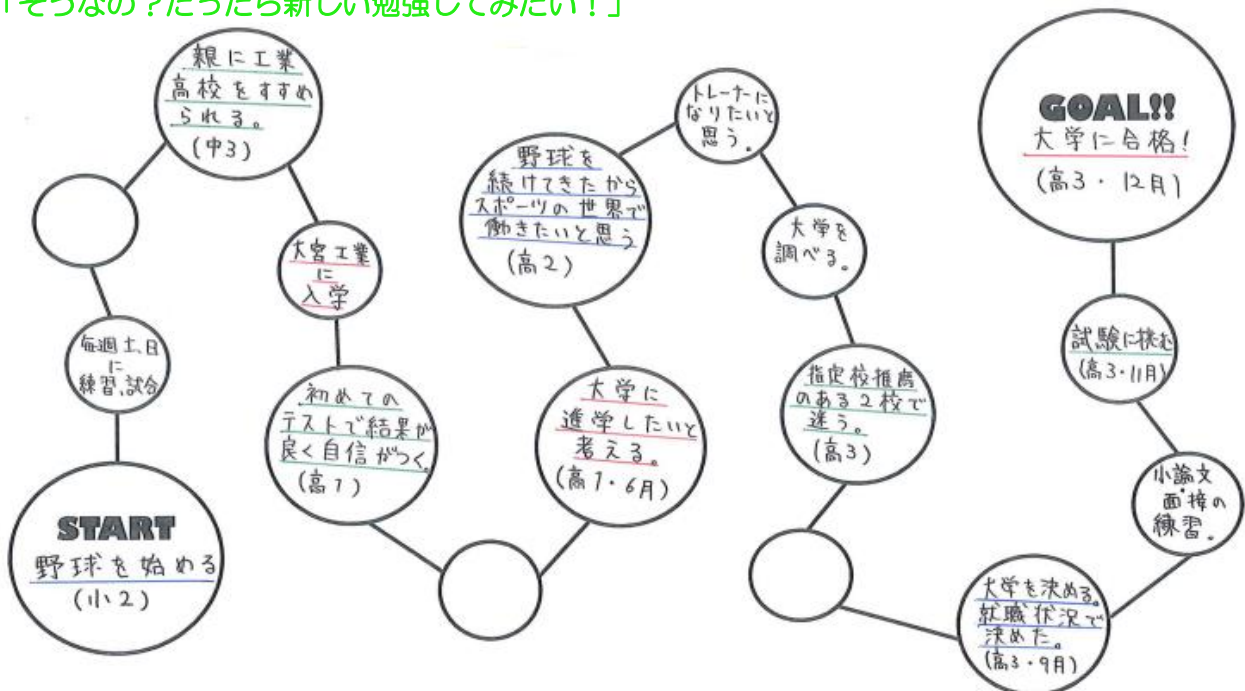 「そうなの？だったら新しい勉強してみたい！」
START
野球を始める
(小2)
毎週土、日
に
練習、試合
親に工業
高校をすすめ
られる。
(中3)
大宮工業
に
入学
初めての
テストで結果が
良く自信がつく。
(高1)
大学に
進学したいと
考える。
(高1・6月)
野球を
続けてきたから
スポーツの世界で
働きたいと思う
(高2)
トレーナーに
なりたいと
思う。
大学を
調べる。
指定校推薦
のある2校で
迷う。
(高3)
大学を決める。
就職状況で
決めた。
(高3・9月)
小論文
面接の
練習。
試験に挑む
(高3・11月)
GOAL!!
大学に合格!
(高3・12月)